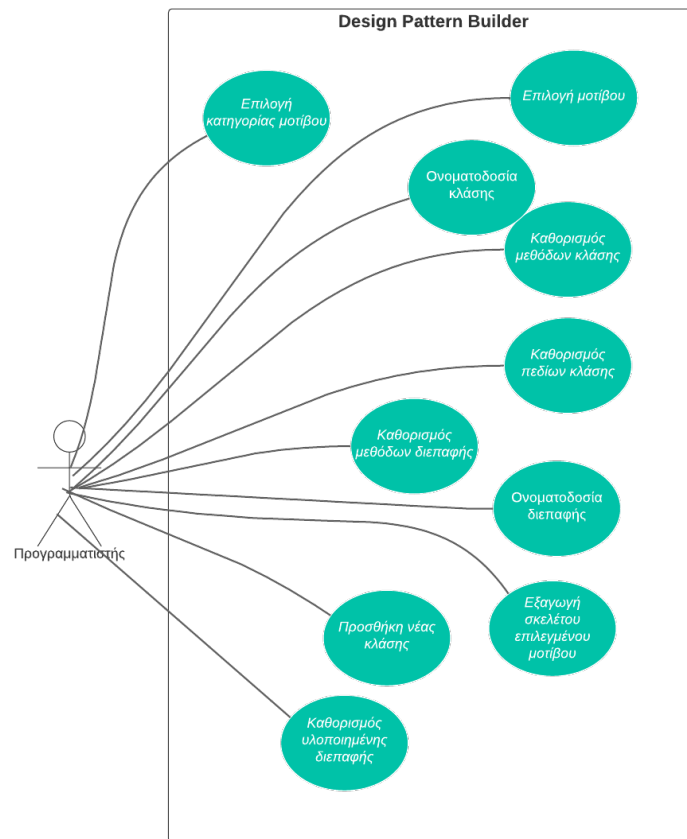 Design Pattern Builder
Επιλογή
κατηγορίας μοτίβου
Επιλογή μοτίβου
Ονοματοδοσία
κλάσης
Καθορισμός
μεθόδων κλάσης
Καθορισμός
πεδίων κλάσης
Καθορισμός
μεθόδων διεπαφής
Ονοματοδοσία
διεπαφής
Προγραμματιστής
Εξαγωγή
σκελέτου
επιλεγμένου
μοτίβου
Προσθήκη νέας
κλάσης
Καθορισμός
υλοποιημένης
διεπαφής